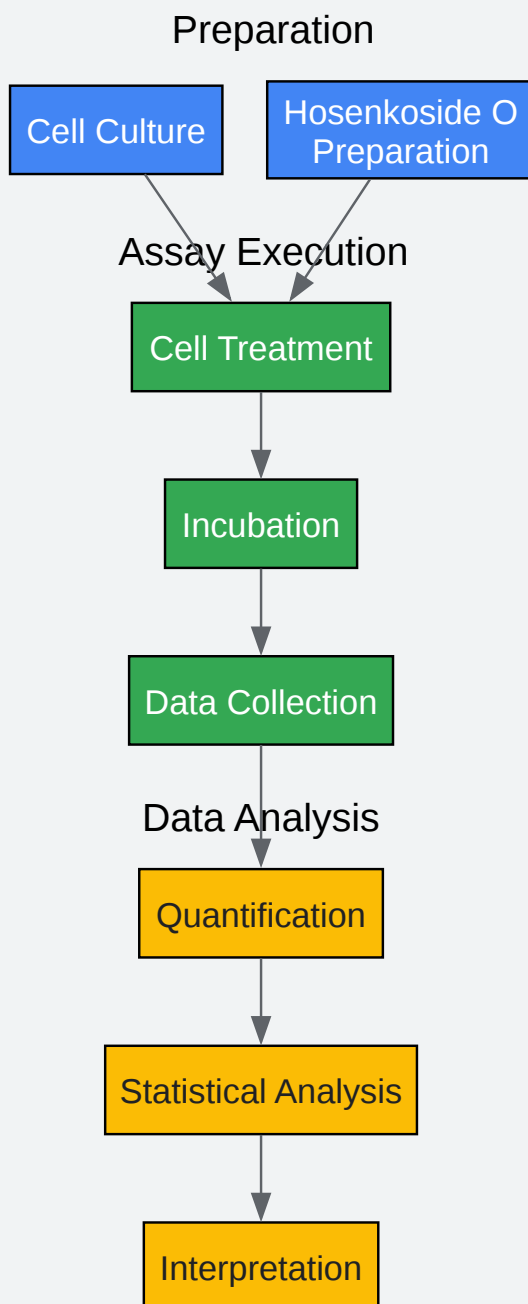 Preparation
Cell Culture
Hosenkoside O
Preparation
Assay Execution
Cell Treatment
Incubation
Data Collection
Data Analysis
Quantification
Statistical Analysis
Interpretation